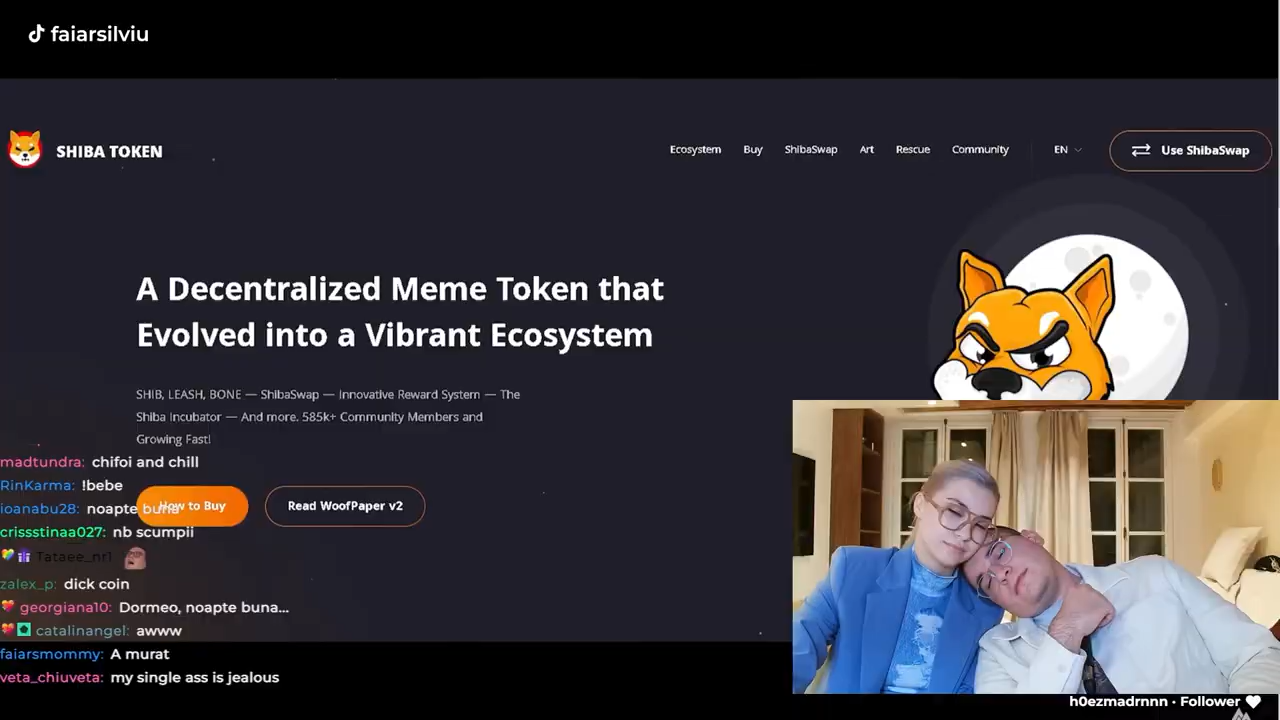 faiarsilviu
SHIBA TOKEN
Ecosystem
Buy
ShibaSwap
Art
Rescue
Community
EN
Use ShibaSwap
A Decentralized Meme Token that
Evolved into a Vibrant Ecosystem
SHIB, LEASH, BONE — ShibaSwap — Innovative Reward System — The
Shiba Incubator — And more. 585k+ Community Members and
Growing Fast!
How to Buy
Read WoofPaper v2
madtundra: chifoi and chill
RinKarma: !bebe
ioanabu28: noapte buna
crissstinaa027: nb scumpii
Tataee_nr1
zalex_p: dick coin
georgiana10: Dormeo, noapte buna...
catalinangel: awww
faiarsmommy: A murat
veta_chiuveta: my single ass is jealous
h0ezmadrnnn · Follower